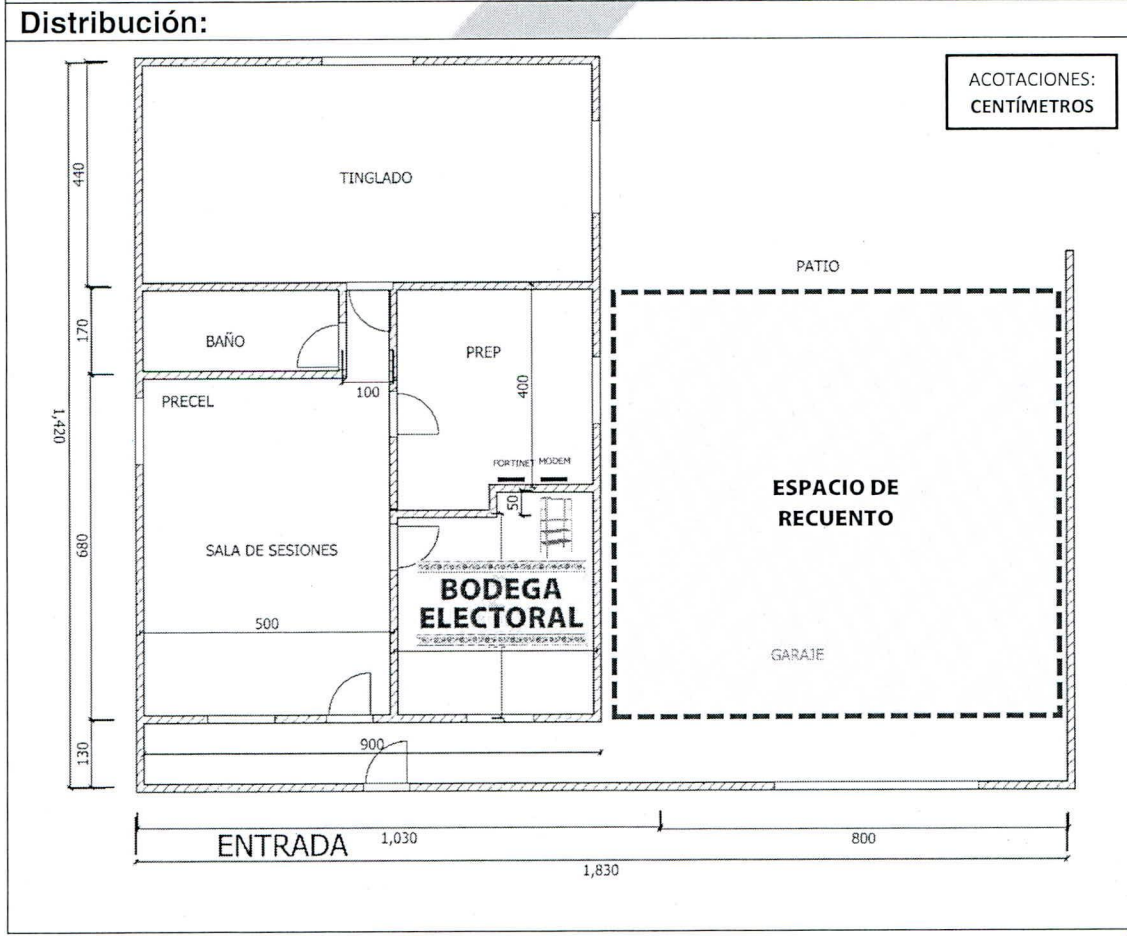 Distribución:
ACOTACIONES:
CENTÍMETROS
440
TINGLADO
PATIO
170
BAÑO
PREP
100
400
PRECEL
1,420
FORTINET MODEM
50
ESPACIO DE
RECUENTO
680
SALA DE SESIONES
BODEGA
ELECTORAL
500
GARAJE
130
900
ENTRADA
1,030
800
1,830